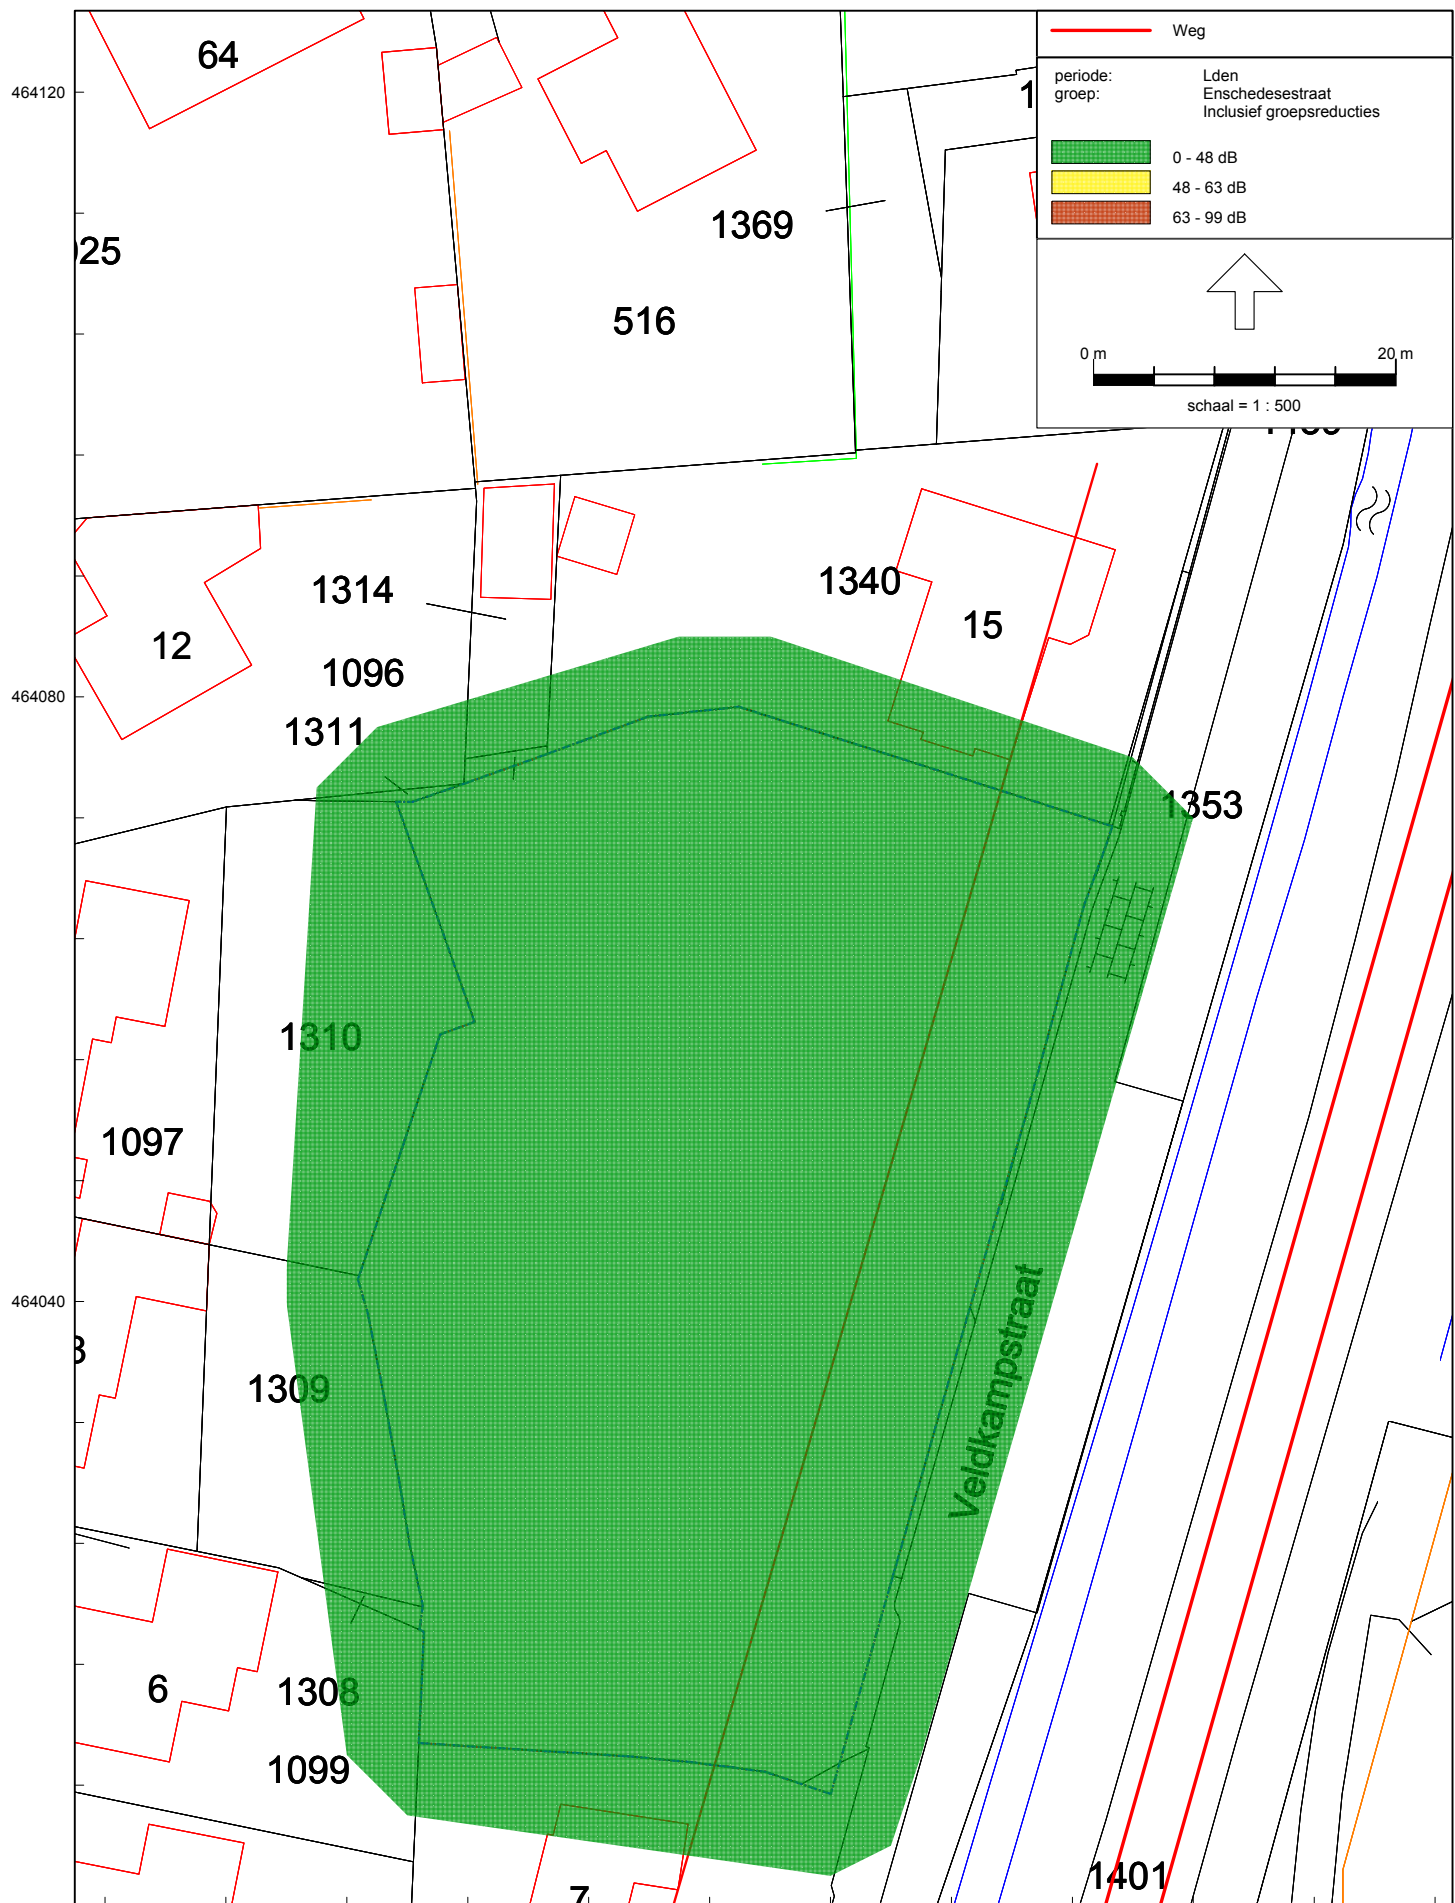 Weg
periode: Lden
groep: Enschedesestraat
Inclusief groepsreducties
0 - 48 dB
48 - 63 dB
63 - 99 dB
0 m 20 m
schaal = 1 : 500
64
464120
1369
516
1314
1340
12
15
1096
464080
1311
1353
1310
1097
464040
1309
Veldkampstraat
6
1308
1099
1401
7